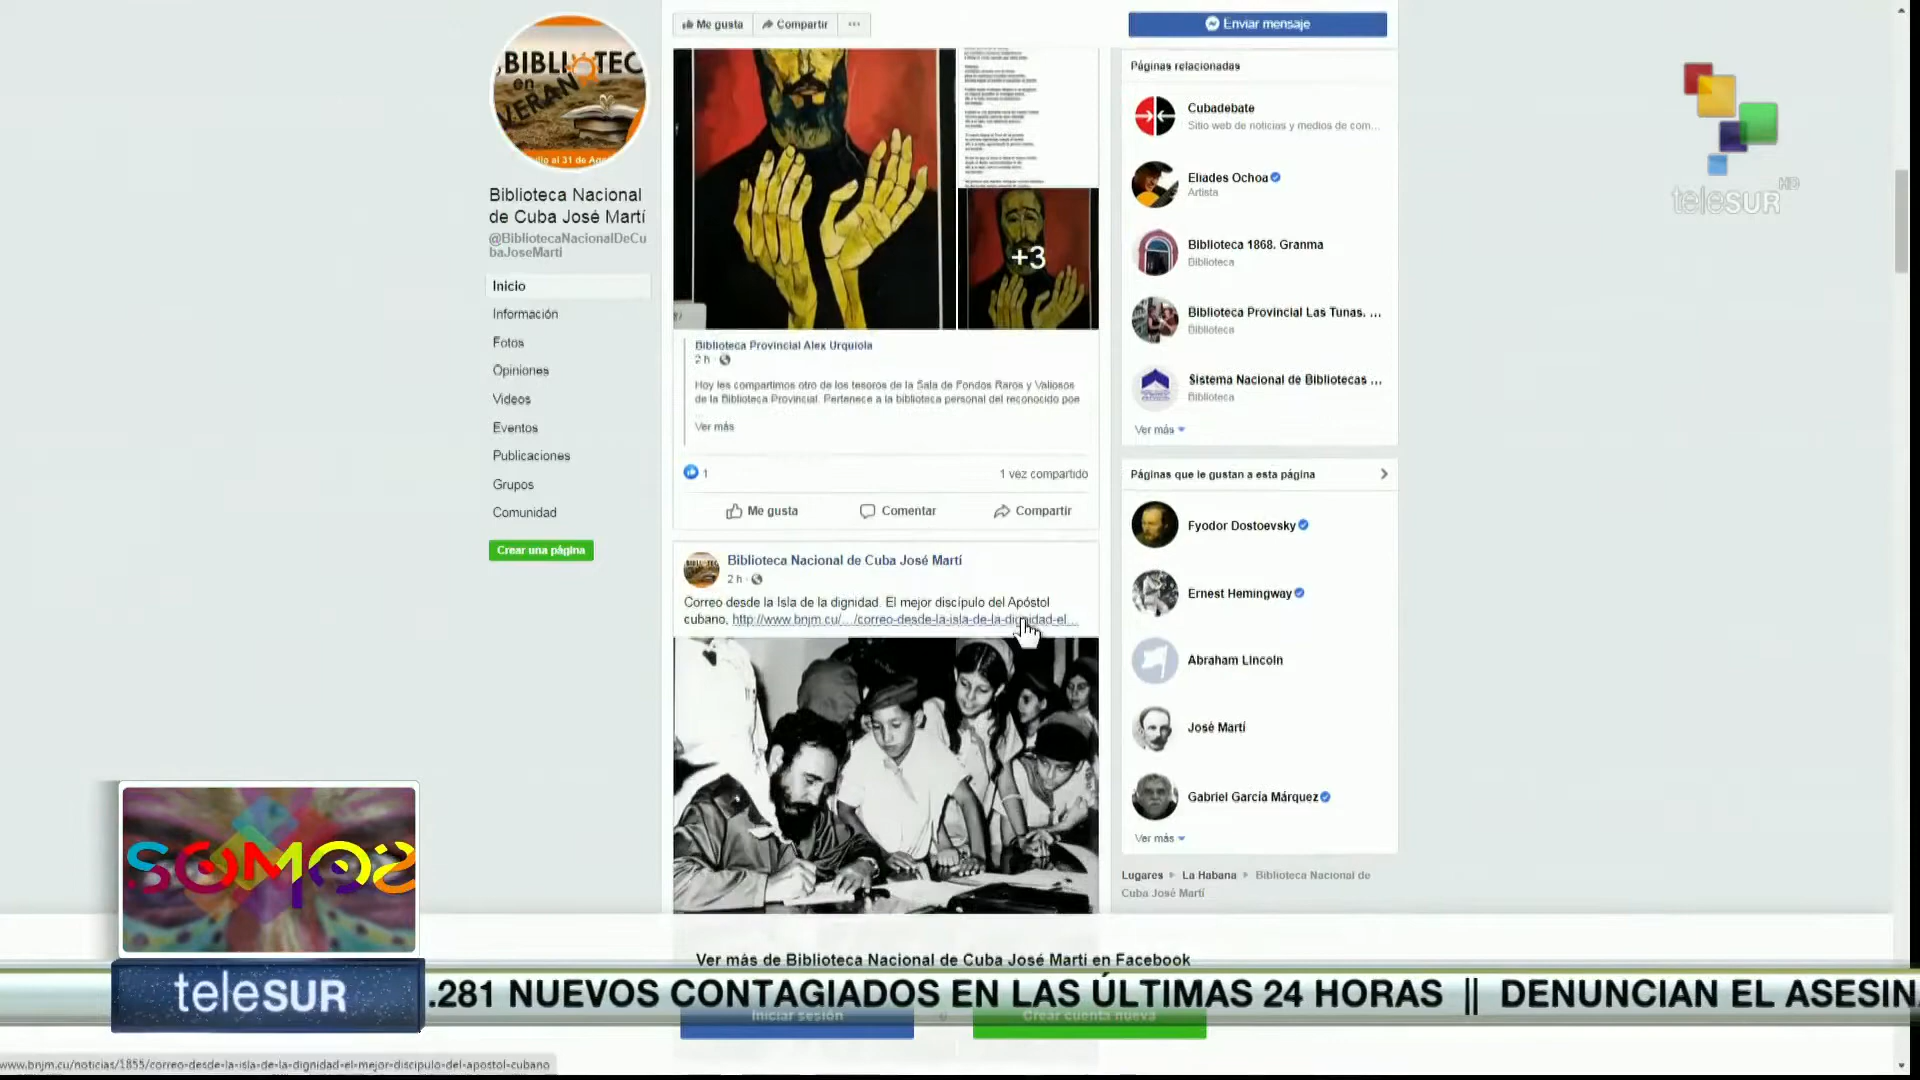 BIBLIOTEC
en
VERAN
Biblioteca Nacional
de Cuba José Martí
@BibliotecaNacionalDeCu
baJoseMarti
Inicio
Información
Fotos
Opiniones
Videos
Eventos
Publicaciones
Grupos
Comunidad
Crear una página
Me gusta
Compartir
Enviar mensaje
+3
Biblioteca Provincial Alex Urquiola
2 h
Hoy les compartimos otro de los tesoros de la Sala de Fondos Raros y Valiosos
de la Biblioteca Provincial. Pertenece a la biblioteca personal del reconocido poe
Ver más
1
1 vez compartido
Me gusta
Comentar
Compartir
Biblioteca Nacional de Cuba José Martí
2 h
Correo desde la Isla de la dignidad. El mejor discípulo del Apóstol
cubano, http://www.bnjm.cu/.../correo-desde-la-isla-de-la-dignidad-el...
Páginas relacionadas
Cubadebate
Sitio web de noticias y medios de com...
Eliades Ochoa
Artista
Biblioteca 1868. Granma
Biblioteca
Biblioteca Provincial Las Tunas. ...
Biblioteca
Sistema Nacional de Bibliotecas ...
Biblioteca
Ver más
Páginas que le gustan a esta página
Fyodor Dostoevsky
Ernest Hemingway
Abraham Lincoln
José Martí
Gabriel García Márquez
Ver más
Lugares
La Habana
Biblioteca Nacional de
Cuba José Martí
teleSUR HD
SOMOS
Ver más de Biblioteca Nacional de Cuba José Martí en Facebook
teleSUR
.281 NUEVOS CONTAGIADOS EN LAS ÚLTIMAS 24 HORAS || DENUNCIAN EL ASESIN
Iniciar sesión
Crear cuenta nueva
www.bnjm.cu/noticias/1855/correo-desde-la-isla-de-la-dignidad-el-mejor-discipulo-del-apostol-cubano